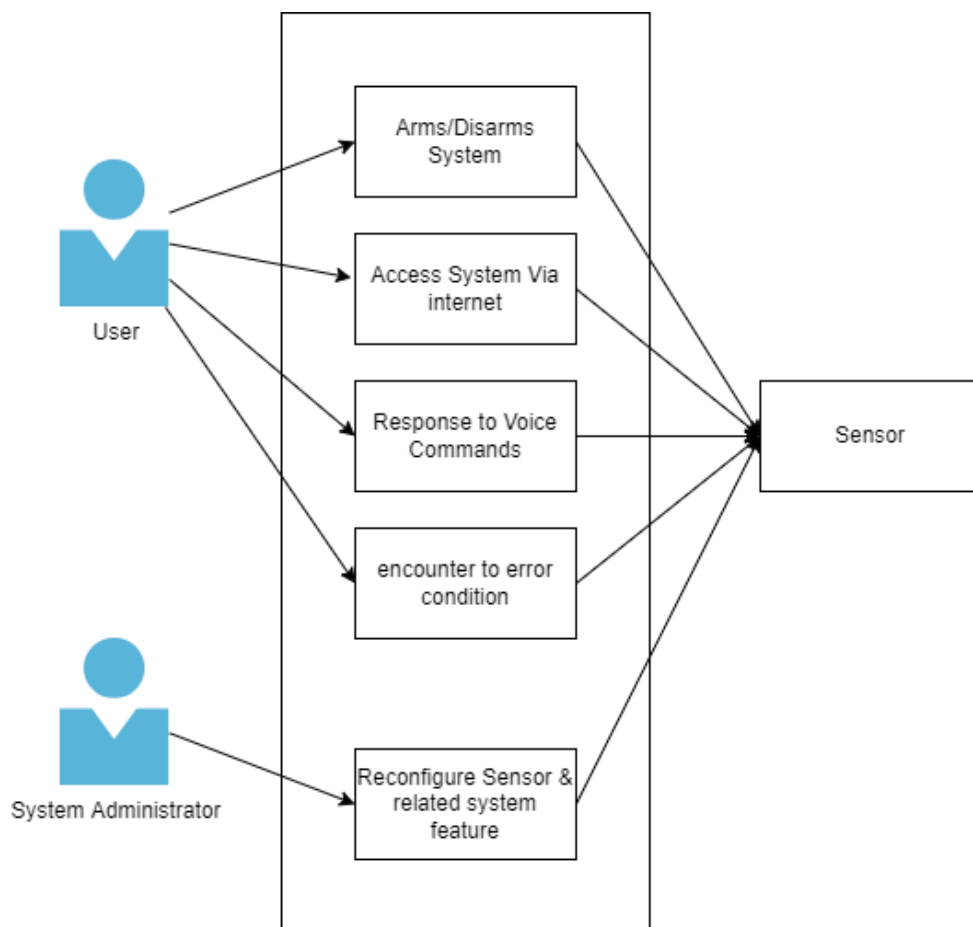 Arms/Disarms
System
User
Access System Via
internet
Response to Voice
Commands
Sensor
encounter to error
condition
System Administrator
Reconfigure Sensor &
related system
feature